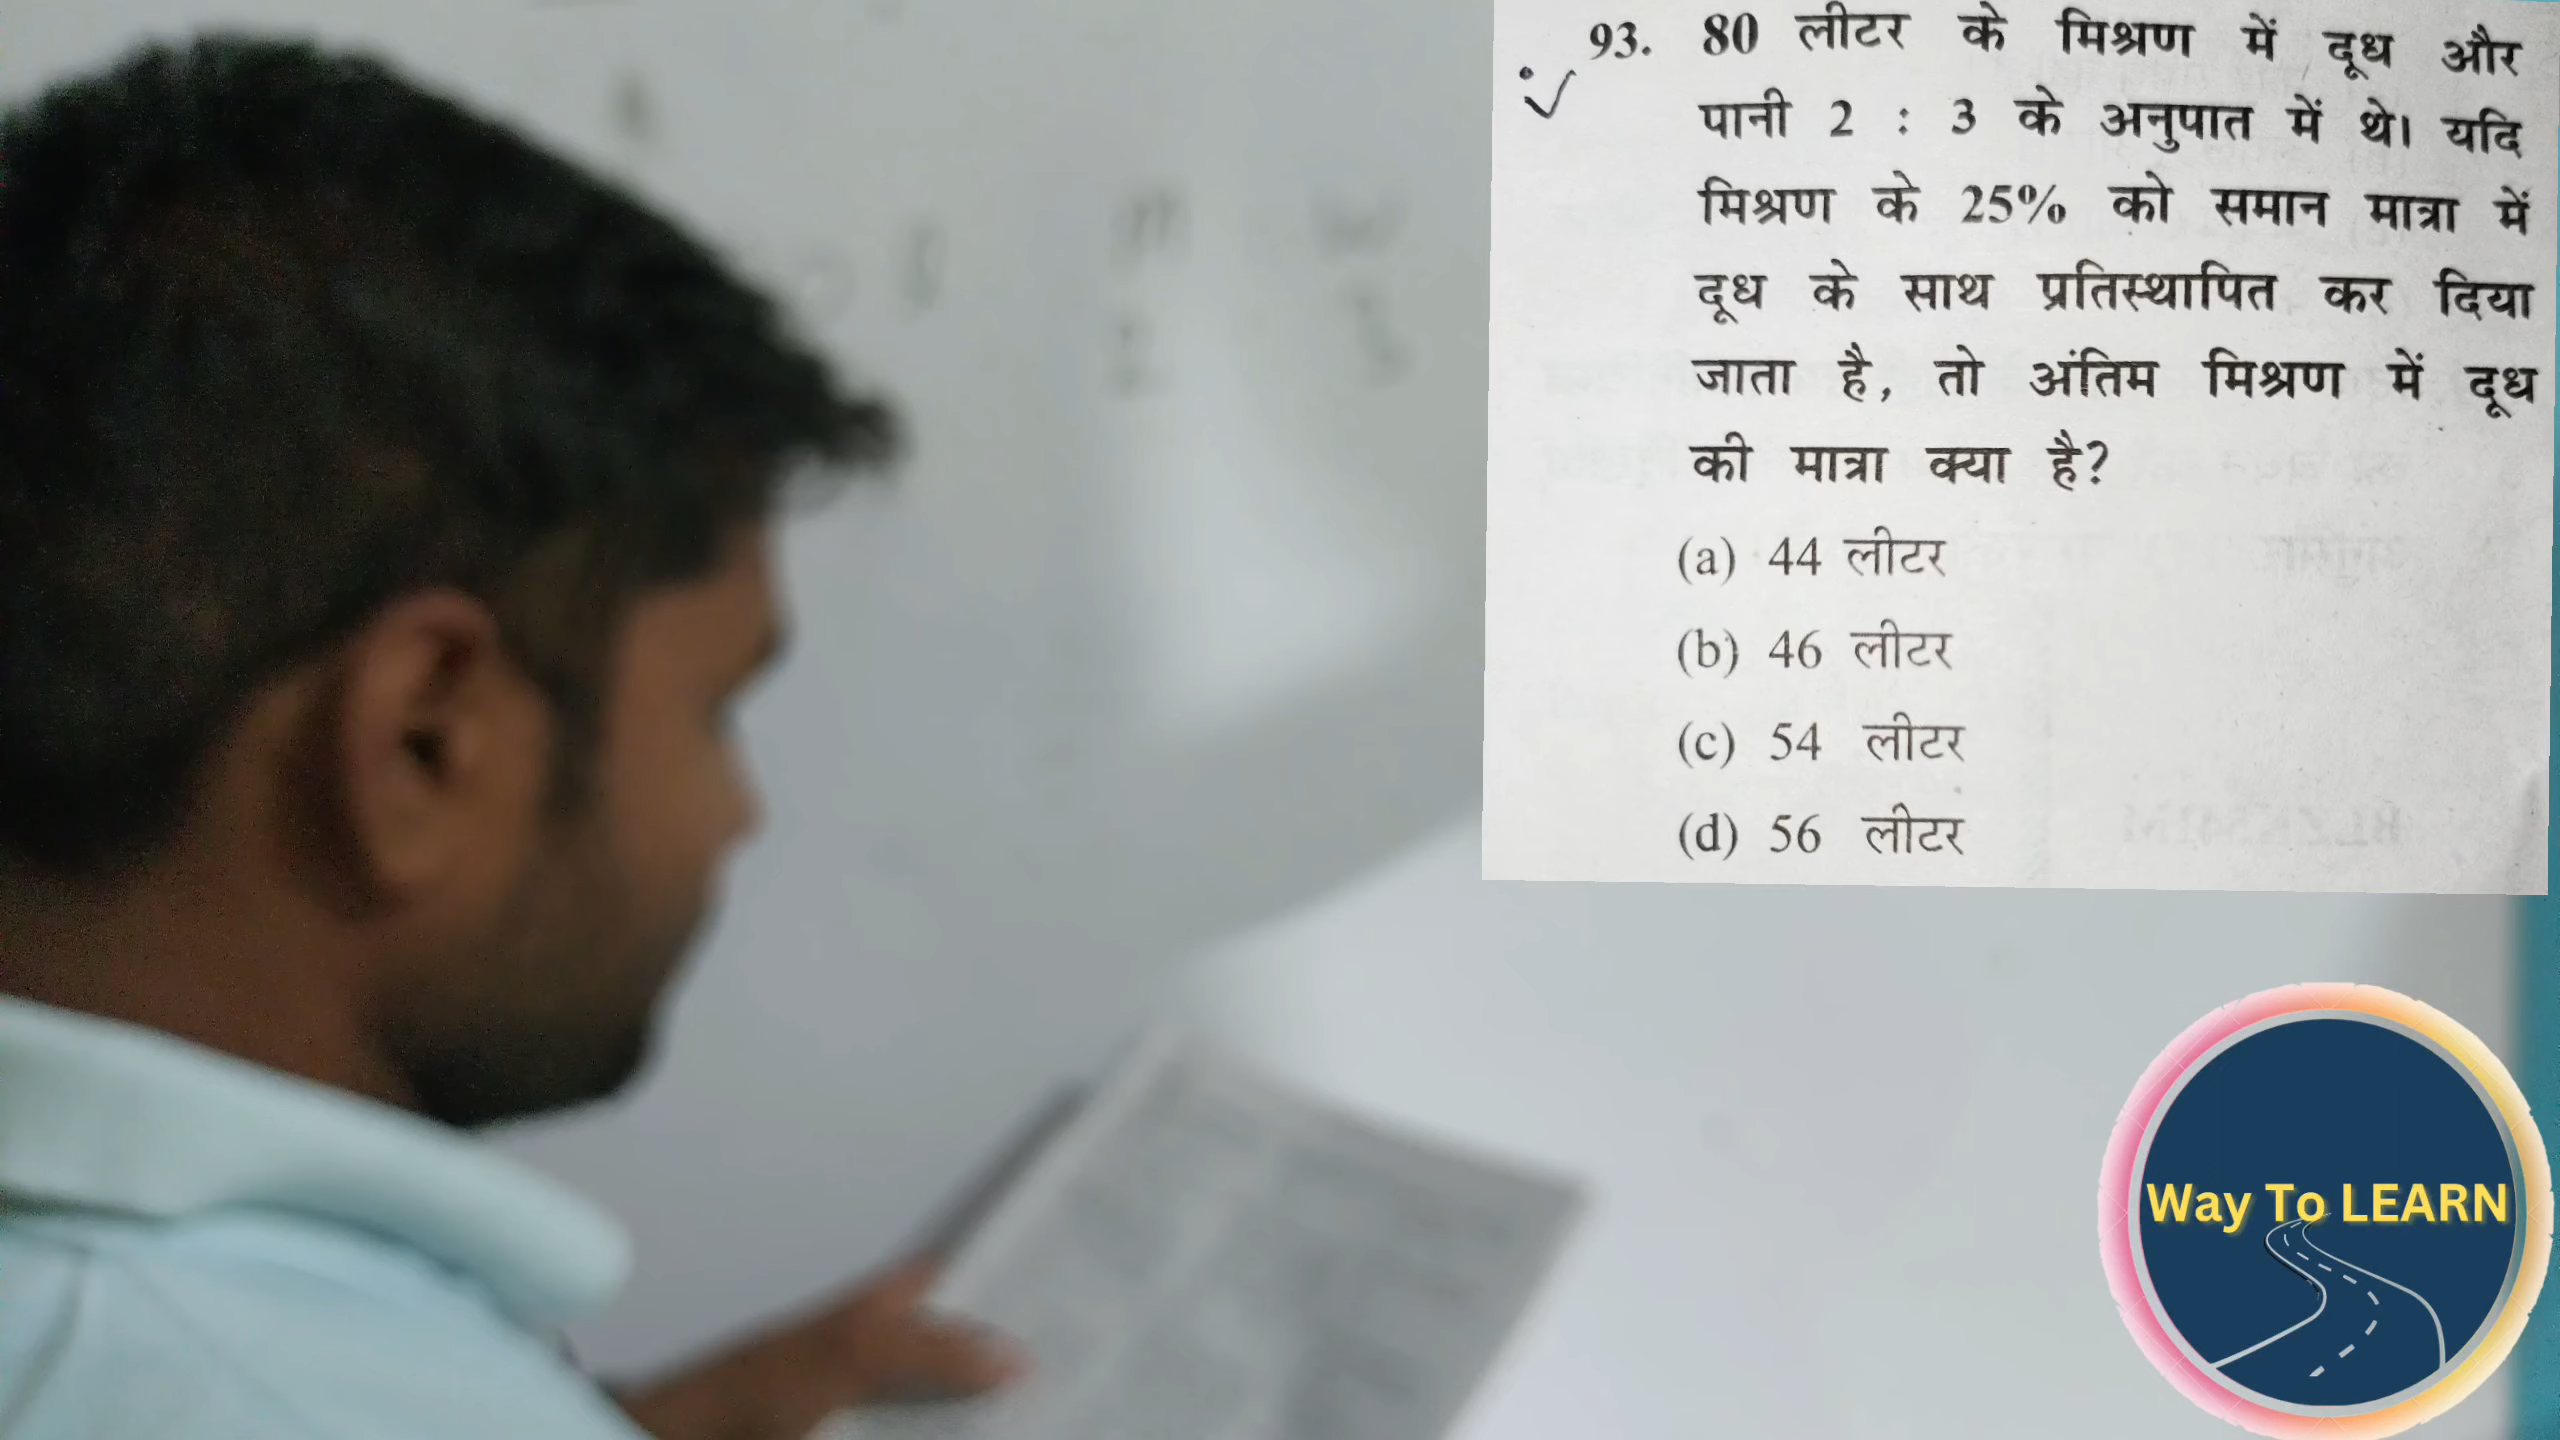 93. 80 लीटर के मिश्रण में दूध और
पानी 2 : 3 के अनुपात में थे। यदि
मिश्रण के 25% को समान मात्रा में
दूध के साथ प्रतिस्थापित कर दिया
जाता है, तो अंतिम मिश्रण में दूध
की मात्रा क्या है?
(a) 44 लीटर
(b) 46 लीटर
(c) 54 लीटर
(d) 56 लीटर
Way To LEARN